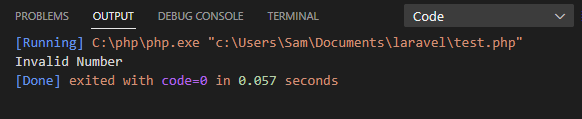 PROBLEMS OUTPUT DEBUG CONSOLE TERMINAL Code
[Running] C:\php\php.exe "c:\Users\Sam\Documents\laravel\test.php"
Invalid Number
[Done] exited with code=0 in 0.057 seconds